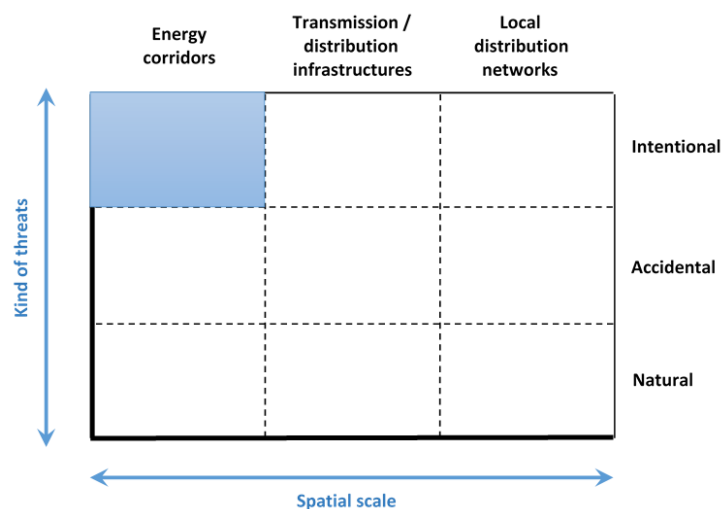 Energy
corridors
Transmission /
distribution
infrastructures
Local
distribution
networks
Intentional
Kind of threats
Accidental
Natural
Spatial scale